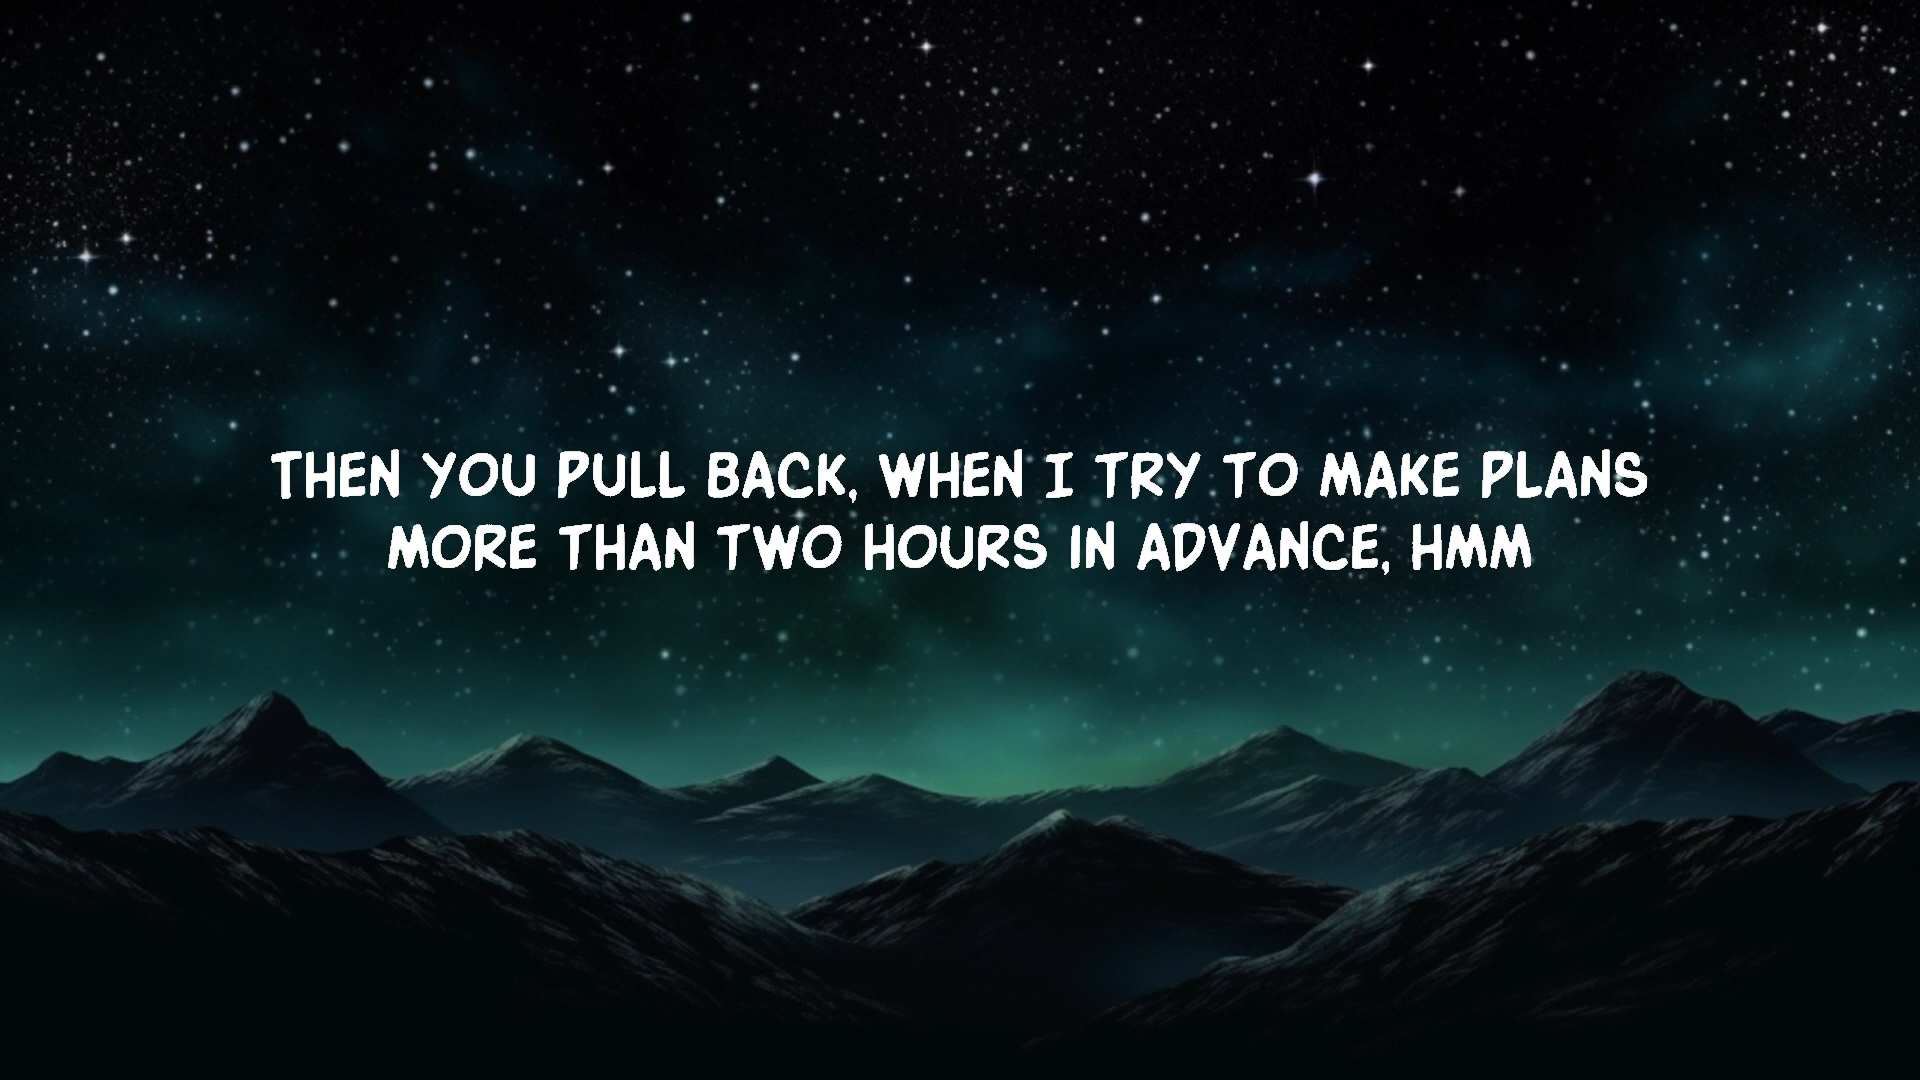 THEN YOU PULL BACK, WHEN I TRY TO MAKE PLANS
MORE THAN TWO HOURS IN ADVANCE, HMM